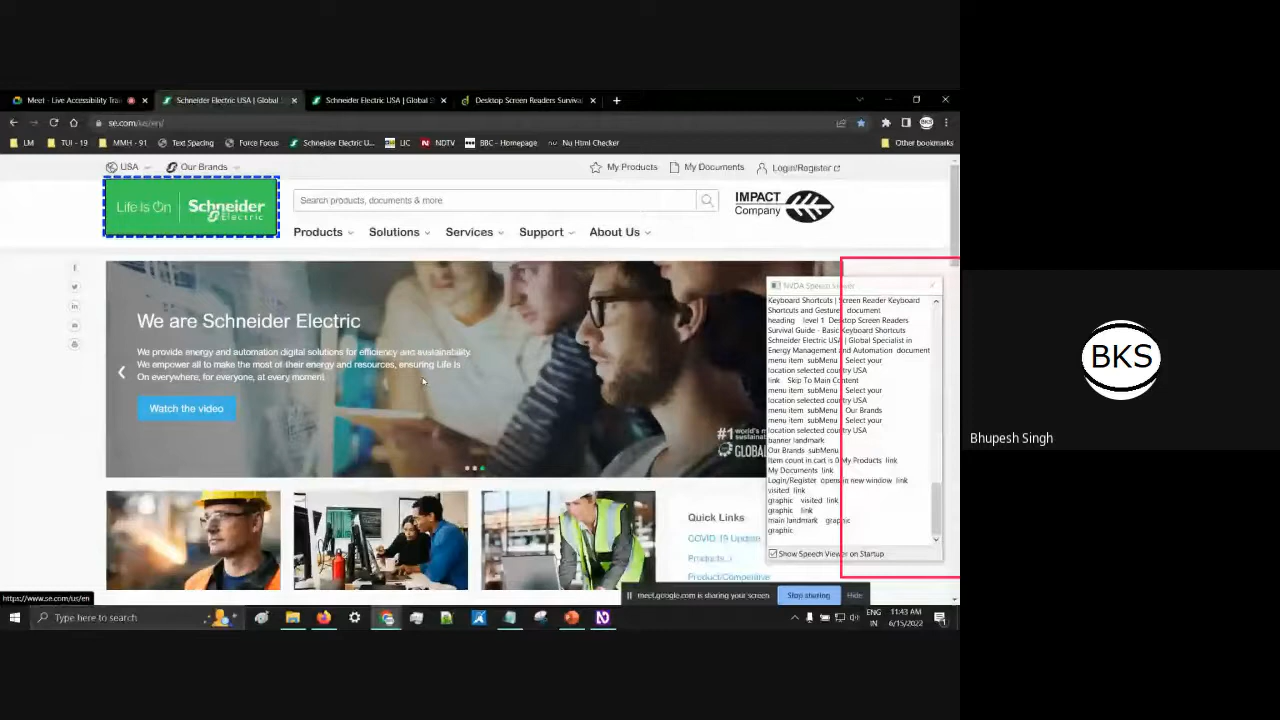 Meet - Live Accessibility Trai
Schneider Electric USA | Global
Schneider Electric USA | Global S
Desktop Screen Readers Surviva
se.com/us/en/
LM
TUI - 19
MMH - 91
Text Spacing
Force Focus
Schneider Electric U...
LIC
NDTV
BBC - Homepage
Nu Html Checker
Other bookmarks
BKS
USA
Our Brands
My Products
My Documents
Login/Register
Life Is On | Schneider Electric
Search products, documents & more
IMPACT
Company
Products
Solutions
Services
Support
About Us
We are Schneider Electric
We provide energy and automation digital solutions for efficiency and sustainability.
We empower all to make the most of their energy and resources, ensuring Life Is
On everywhere, for everyone, at every moment.
Watch the video
#1 world's m
sustainab
GLOBAL
NVDA Speech Viewer
Keyboard Shortcuts | Screen Reader Keyboard
Shortcuts and Gestures document
heading level 1 Desktop Screen Readers
Survival Guide - Basic Keyboard Shortcuts
Schneider Electric USA | Global Specialist in
Energy Management and Automation document
menu item subMenu Select your
location selected country USA
link Skip To Main Content
menu item subMenu Select your
location selected country USA
menu item subMenu Our Brands
menu item subMenu Select your
location selected country USA
banner landmark
Our Brands subMenu
Item count in cart is 0 My Products link
My Documents link
Login/Register opens in new window link
visited link
graphic visited link
graphic link
main landmark graphic
graphic
Show Speech Viewer on Startup
Quick Links
COVID 19 Update
Products
Product/Competitive
https://www.se.com/us/en
meet.google.com is sharing your screen
Stop sharing
Hide
Type here to search
ENG
IN
11:43 AM
6/15/2022
BKS
Bhupesh Singh